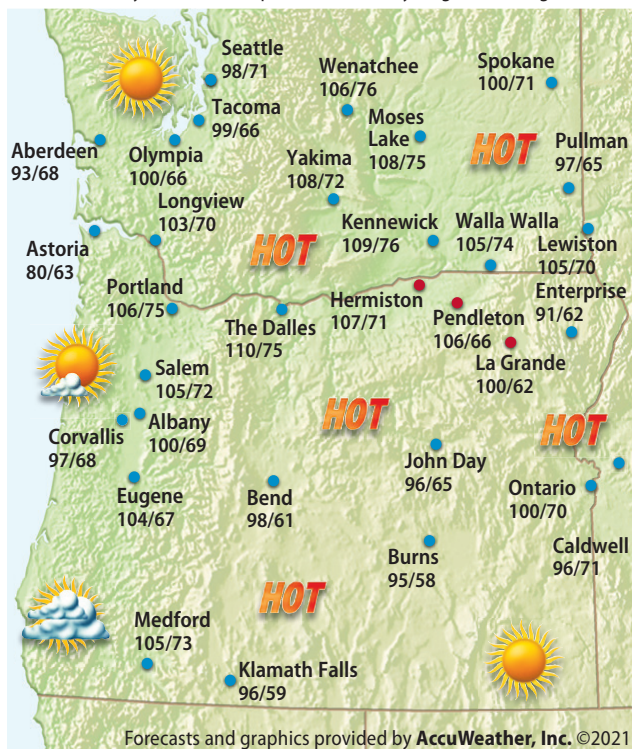 Seattle
98/71
Tacoma
99/66
Wenatchee
106/76
Spokane
100/71
Moses
Lake
108/75
HOT
Pullman
97/65
Aberdeen
93/68
Olympia
100/66
Yakima
108/72
Longview
103/70
HOT
Kennewick
109/76
Walla Walla
105/74
Lewiston
105/70
Astoria
80/63
Portland
106/75
The Dalles
110/75
Hermiston
107/71
Pendleton
106/66
Enterprise
91/62
La Grande
100/62
Salem
105/72
Albany
100/69
Corvallis
97/68
HOT
HOT
Eugene
104/67
Bend
98/61
John Day
96/65
Ontario
100/70
Caldwell
96/71
Burns
95/58
HOT
Medford
105/73
Klamath Falls
96/59
Forecasts and graphics provided by AccuWeather, Inc. ©2021